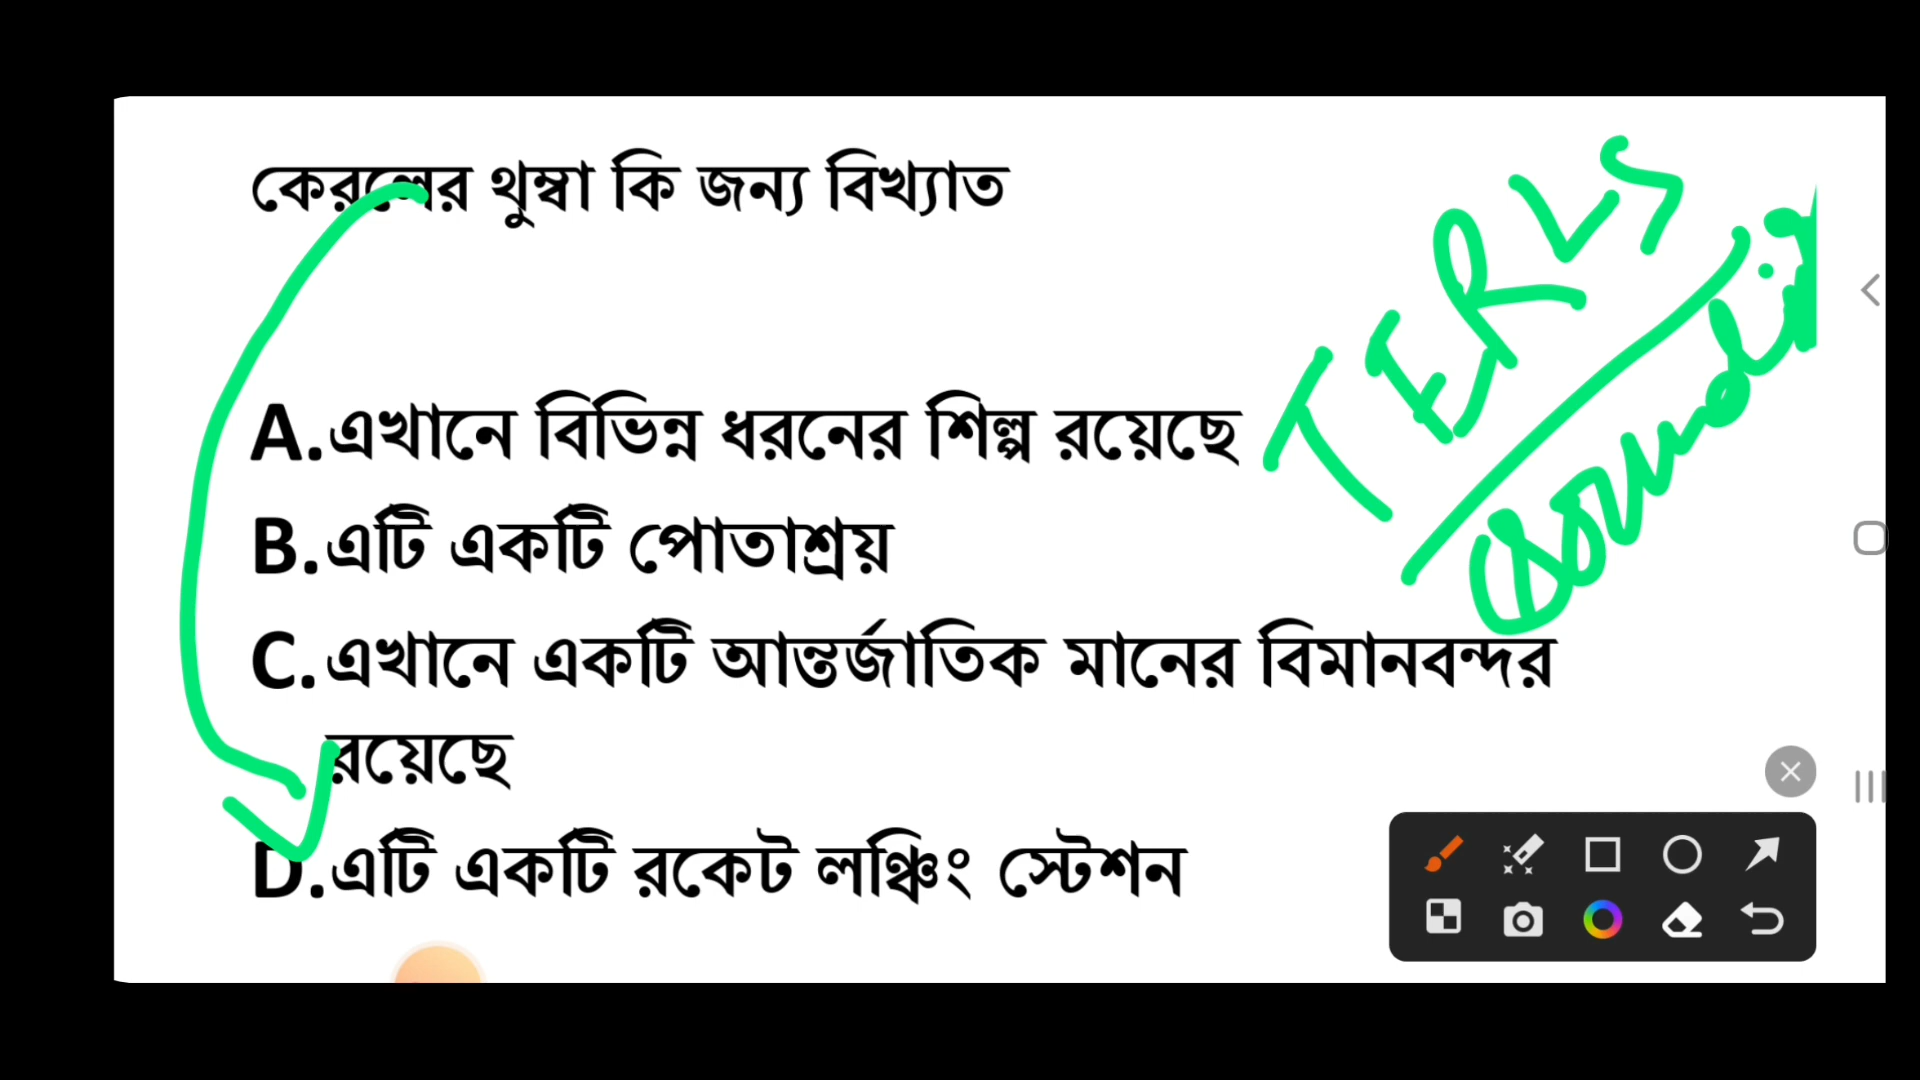 কেরলের থুম্বা কি জন্য বিখ্যাত
TERLS
A.এখানে বিভিন্ন ধরনের শিল্প রয়েছে
B.এটি একটি পোতাশ্রয়
C.এখানে একটি আন্তর্জাতিক মানের বিমানবন্দর
রয়েছে
D.এটি একটি রকেট লঞ্চিং স্টেশন